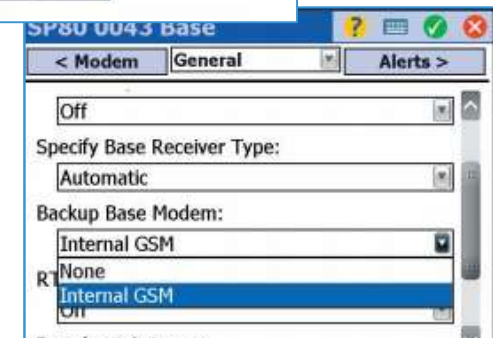 SP80 0043 Base
?
< Modem
General
Alerts >
Off
Specify Base Receiver Type:
Automatic
Backup Base Modem:
Internal GSM
None
RT
Internal GSM
Off